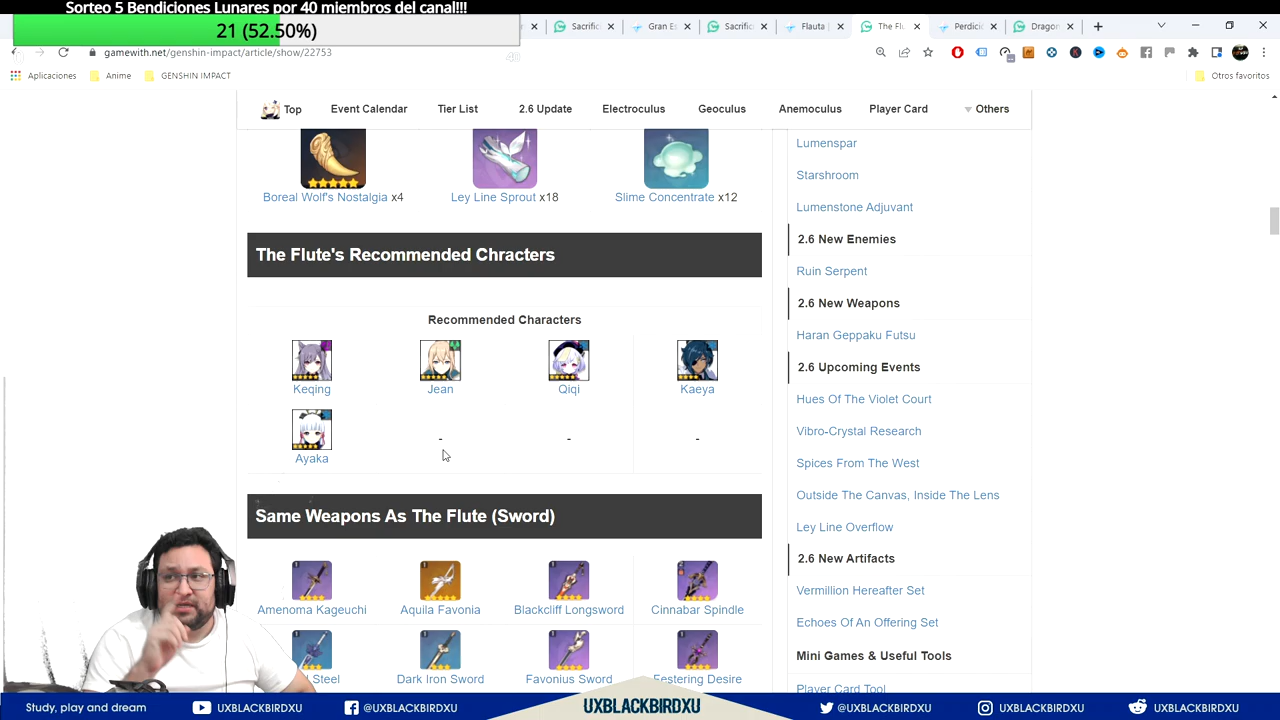 Sorteo 5 Bendiciones Lunares por 40 miembros del canal!!!
21 (52.50%)
40
Sacrific
Gran Es
Sacrific
Flauta |
The Flu
Perdicio
Dragon
gamewith.net/genshin-impact/article/show/22753
Aplicaciones
Anime
GENSHIN IMPACT
Otros favoritos
Top
Event Calendar
Tier List
2.6 Update
Electroculus
Geoculus
Anemoculus
Player Card
Others
Boreal Wolf's Nostalgia x4
Ley Line Sprout x18
Slime Concentrate x12
The Flute's Recommended Chracters
Recommended Characters
Keqing
Jean
Qiqi
Kaeya
Ayaka
-
-
-
Same Weapons As The Flute (Sword)
Amenoma Kageuchi
Aquila Favonia
Blackcliff Longsword
Cinnabar Spindle
Steel
Dark Iron Sword
Favonius Sword
Festering Desire
Lumenspar
Starshroom
Lumenstone Adjuvant
2.6 New Enemies
Ruin Serpent
2.6 New Weapons
Haran Geppaku Futsu
2.6 Upcoming Events
Hues Of The Violet Court
Vibro-Crystal Research
Spices From The West
Outside The Canvas, Inside The Lens
Ley Line Overflow
2.6 New Artifacts
Vermillion Hereafter Set
Echoes Of An Offering Set
Mini Games & Useful Tools
Player Card Tool
Study, play and dream
UXBLACKBIRDXU
@UXBLACKBIRDXU
UXBLACKBIRDXU
@UXBLACKBIRDXU
UXBLACKBIRDXU
UXBLACKBIRDXU